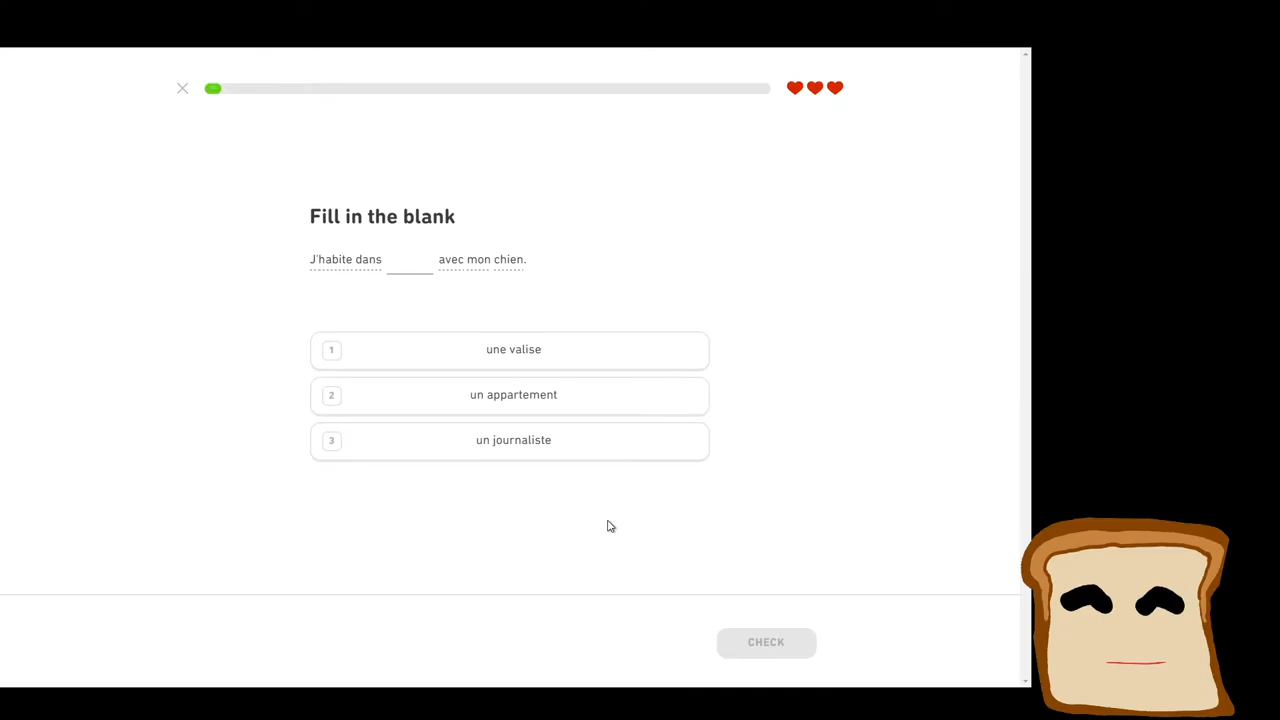 Fill in the blank
J'habite dans ______ avec mon chien.
1 une valise
2 un appartement
3 un journaliste
CHECK